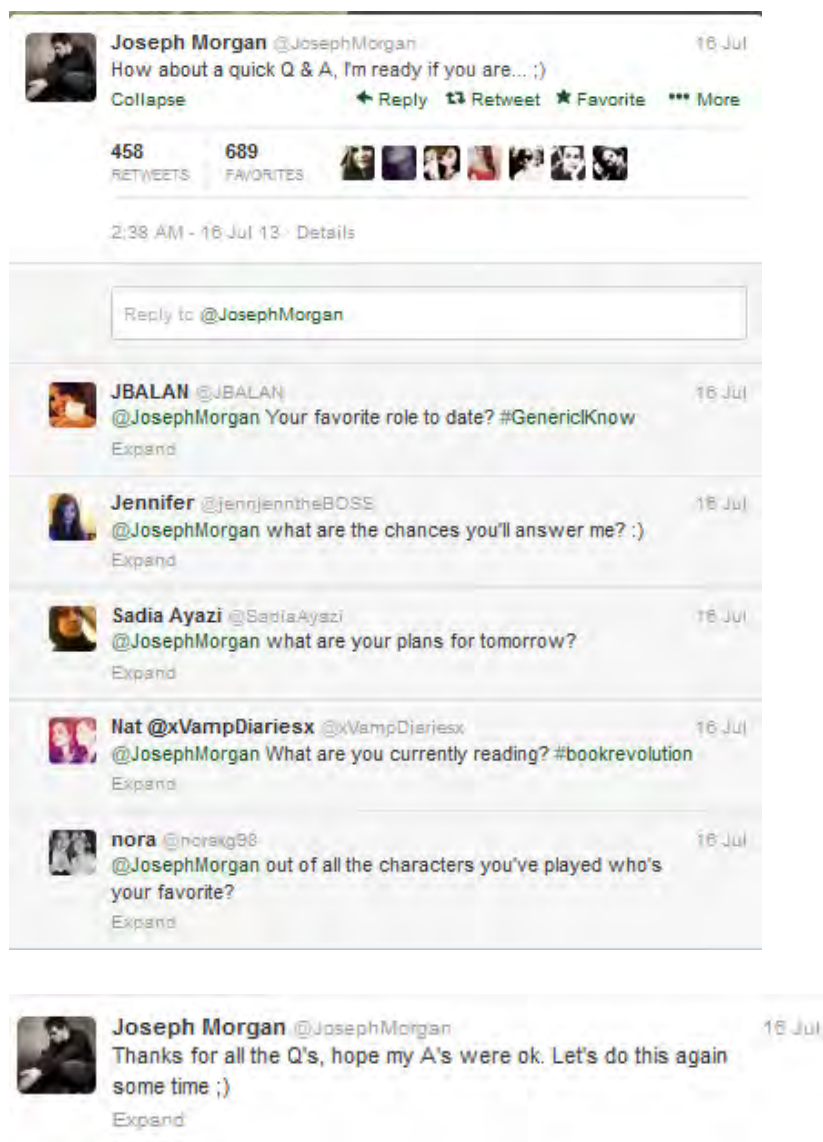 Joseph Morgan @JosephMorgan 16 Jul
How about a quick Q & A, I'm ready if you are... ;)
Collapse Reply Retweet Favorite More
458 689
RETWEETS FAVORITES
2:38 AM - 16 Jul 13 · Details
Reply to @JosephMorgan
JBALAN @JBALAN 16 Jul
@JosephMorgan Your favorite role to date? #GenericIKnow
Expand
Jennifer @jennjenntheBOSS 16 Jul
@JosephMorgan what are the chances you'll answer me? :)
Expand
Sadia Ayazi @SadiaAyazi 16 Jul
@JosephMorgan what are your plans for tomorrow?
Expand
Nat @xVampDiariesx @xVampDiariesx 16 Jul
@JosephMorgan What are you currently reading? #bookrevolution
Expand
nora 16 Jul
@JosephMorgan out of all the characters you've played who's
your favorite?
Expand
Joseph Morgan @JosephMorgan 16 Jul
Thanks for all the Q's, hope my A's were ok. Let's do this again
some time ;)
Expand